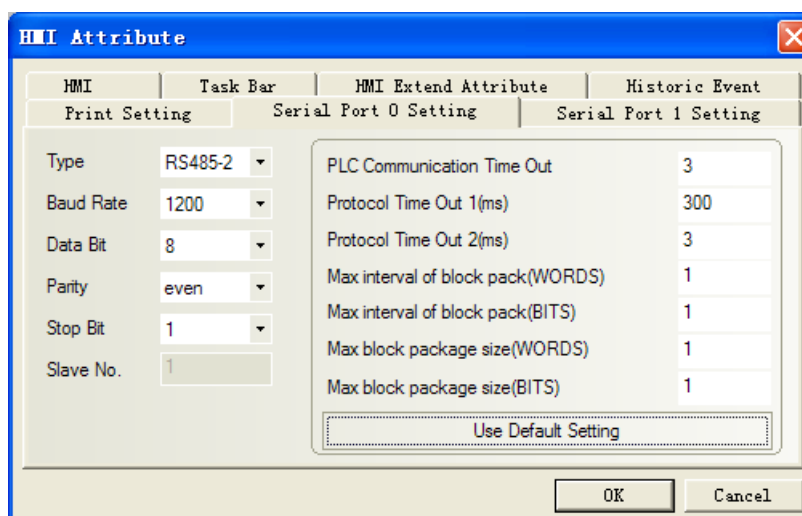 HMI Attribute
HMI Task Bar HMI Extend Attribute Historic Event
Print Setting Serial Port 0 Setting Serial Port 1 Setting
Type RS485-2
Baud Rate 1200
Data Bit 8
Parity even
Stop Bit 1
Slave No. 1
PLC Communication Time Out 3
Protocol Time Out 1(ms) 300
Protocol Time Out 2(ms) 3
Max interval of block pack(WORDS) 1
Max interval of block pack(BITS) 1
Max block package size(WORDS) 1
Max block package size(BITS) 1
Use Default Setting
OK Cancel